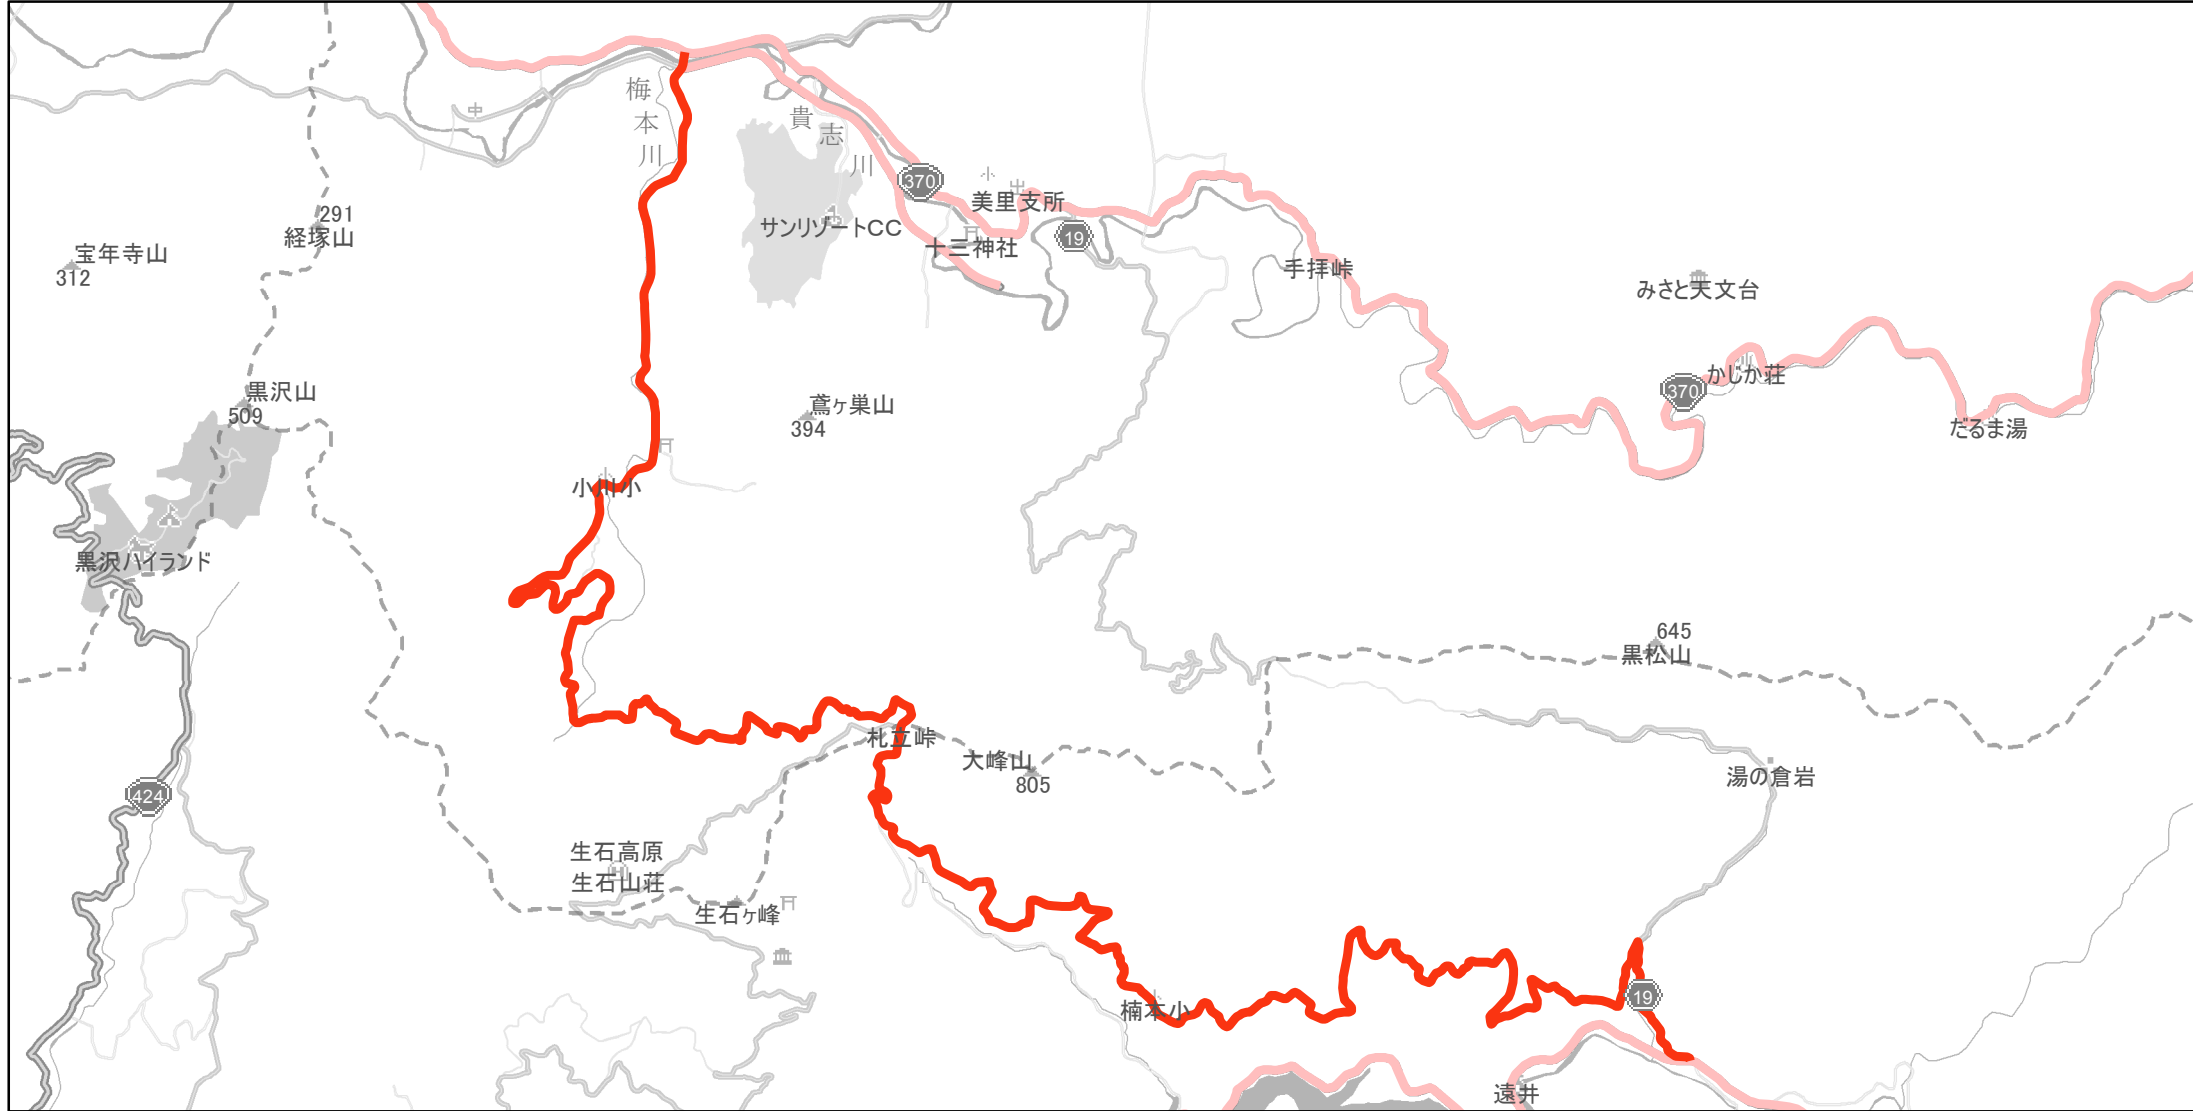 梅本川
中
貴志川
370
小
出
美里支所
サンリゾートCC
十三神社
19
291
経塚山
宝年寺山
312
手拝峠
みさと天文台
黒沢山
509
鳶ヶ巣山
394
370
かじか荘
だるま湯
小
小川小
黒沢ハイランド
645
黒松山
札立峠
大峰山
805
湯の倉岩
424
生石高原
生石山荘
生石ヶ峰
小
楠本小
19
遠井